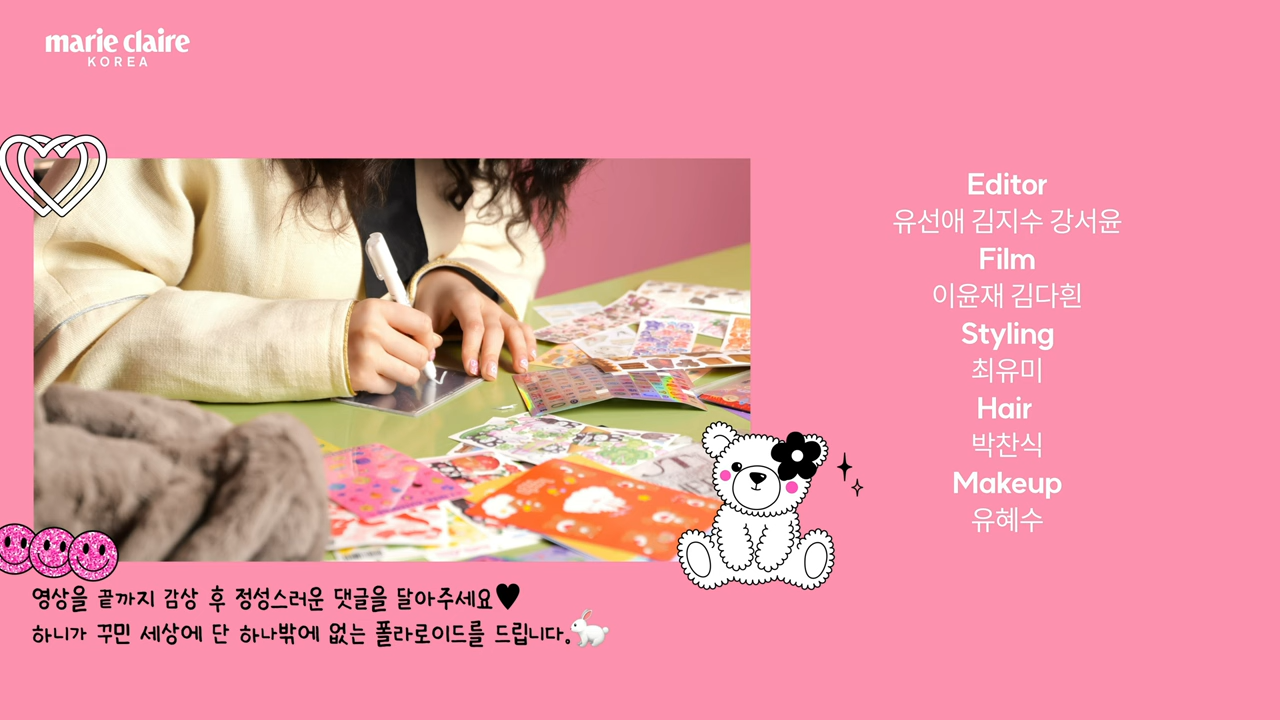 marie claire
KOREA
Editor
유선애 김지수 강서윤
Film
이윤재 김다흰
Styling
최유미
Hair
박찬식
Makeup
유혜수
영상을 끝까지 감상 후 정성스러운 댓글을 달아주세요♥
하니가 꾸민 세상에 단 하나밖에 없는 폴라로이드를 드립니다.